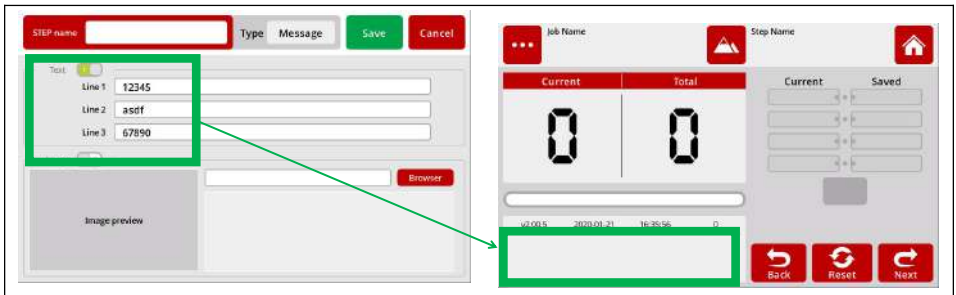 STEP name Type Message Save Cancel
Text
Line 1 12345
Line 2 asdf
Line 3 67890
Browser
Image preview
Job Name Step Name
Current Total
0 0
Current Saved
v2.00.5 2020-01-21 16:39:56 0
Back Reset Next